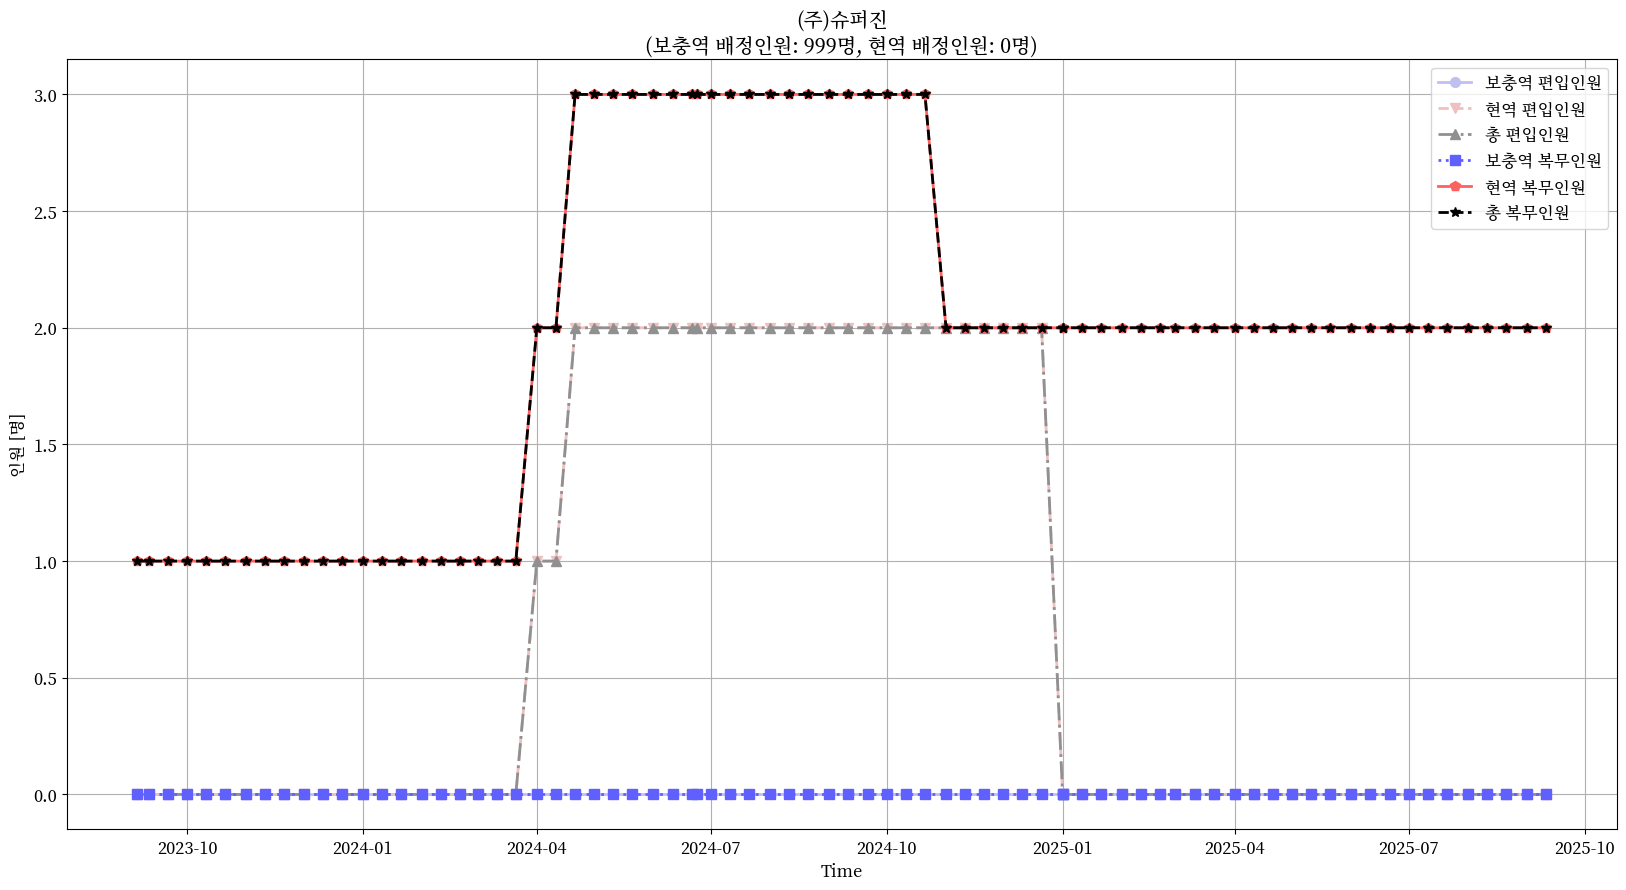 (주)슈퍼진
(보충역 배정인원: 999명, 현역 배정인원: 0명)
보충역 편입인원
현역 편입인원
총 편입인원
보충역 복무인원
현역 복무인원
총 복무인원
인원 [명]
3.0
2.5
2.0
1.5
1.0
0.5
0.0
2023-10
2024-01
2024-04
2024-07
2024-10
2025-01
2025-04
2025-07
2025-10
Time